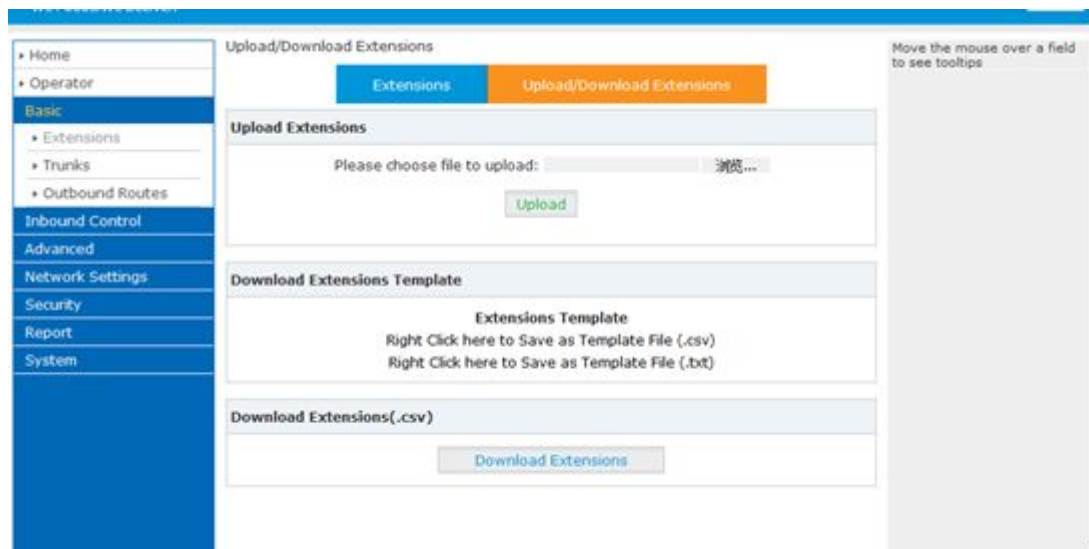 Home
Operator
Basic
Extensions
Trunks
Outbound Routes
Inbound Control
Advanced
Network Settings
Security
Report
System
Upload/Download Extensions
Extensions
Upload/Download Extensions
Upload Extensions
Please choose file to upload: 浏览...
Upload
Download Extensions Template
Extensions Template
Right Click here to Save as Template File (.csv)
Right Click here to Save as Template File (.txt)
Download Extensions(.csv)
Download Extensions
Move the mouse over a field
to see tooltips